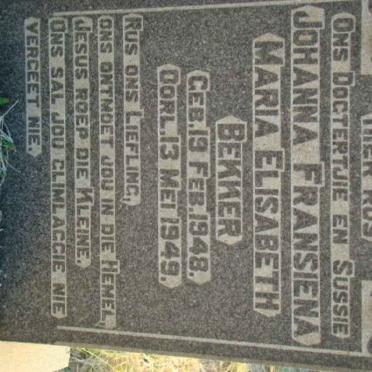 HIER RUS
ONS DOGTERTJIE EN SUSSIE
JOHANNA FRANSIENA
MARIA ELISABETH
BEKKER
GEB. 19 FEB. 1948.
OORL. 13 MEI 1949
RUS ONS LIEFLING,
ONS ONTMOET JOU IN DIE HEMEL,
JESUS ROEP DIE KLEINE,
ONS SAL JOU GLIMLAGGIE NIE
VERGEET NIE.